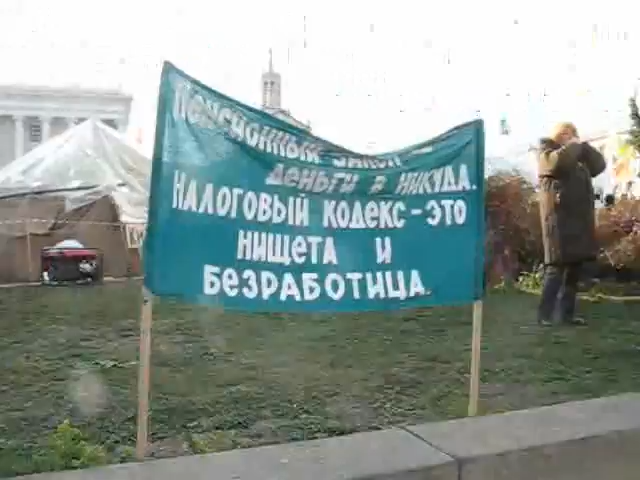 Пенсионный закон –
деньги в никуда.
Налоговый кодекс-это
нищета и
безработица.